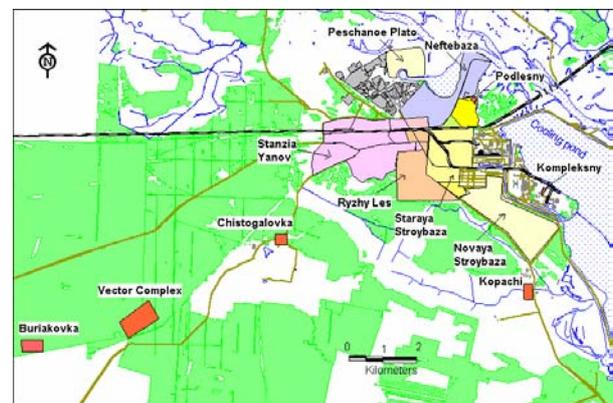 Peschanoe Plato
Neftebaza
N
Podlesny
Cooling pond
Stanzia
Yanov
Kompleksny
Ryzhy Les
Staraya
Stroybaza
Chistogalovka
Novaya
Stroybaza
Kopachi
Vector Complex
Buriakovka
0 1 2
Kilometers